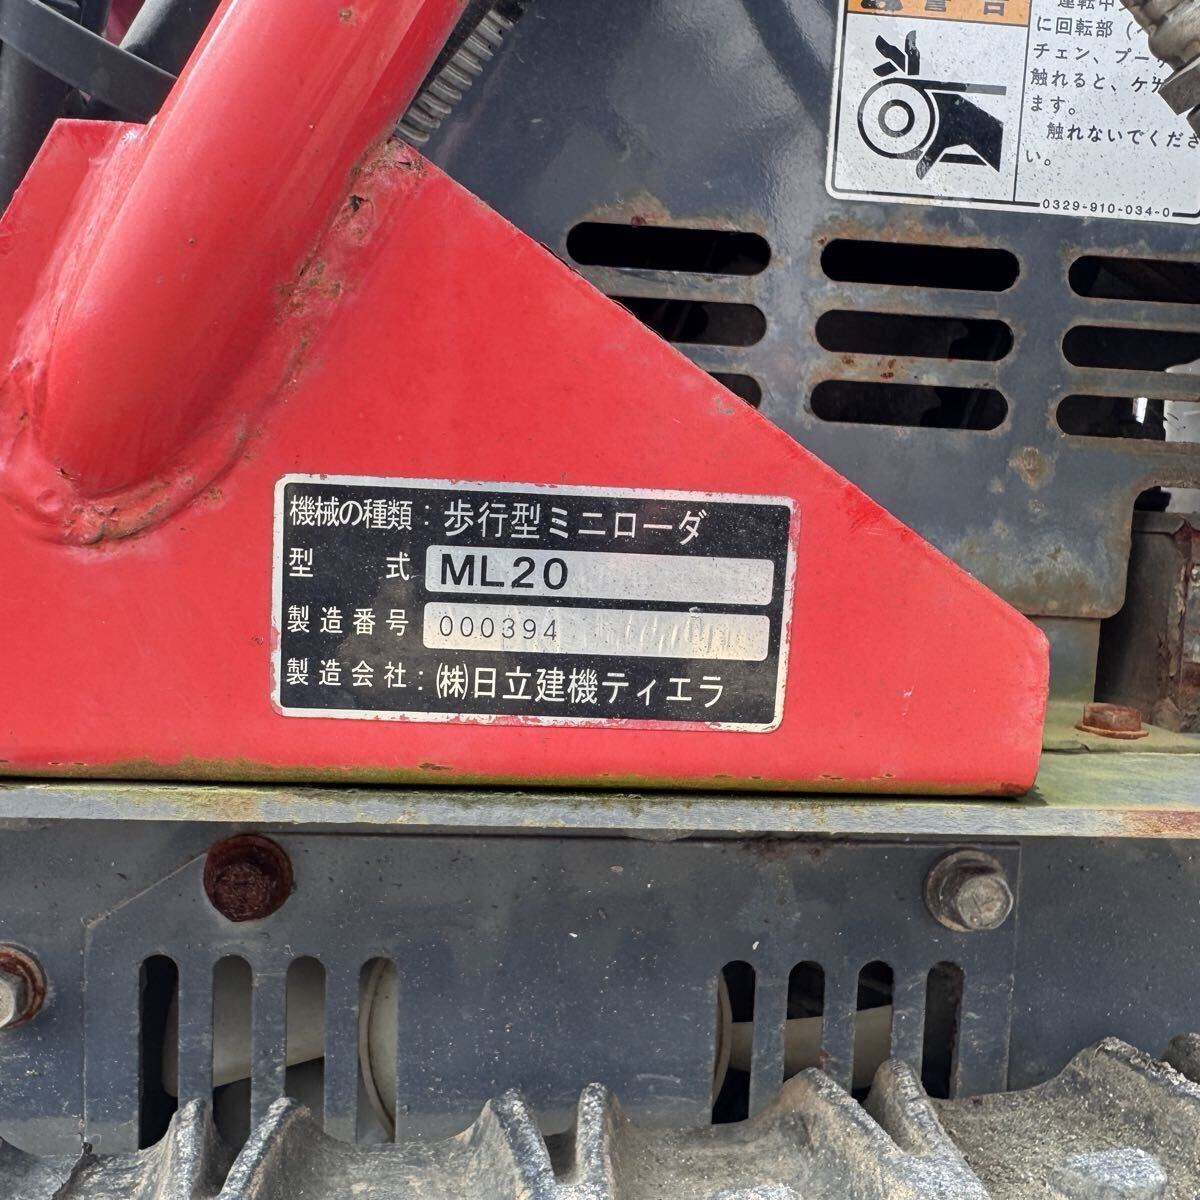 警告
運転中
に回転部(
チェン、プー
触れると、ケガ
ます。
触れないでくださ
い。
0329-910-034-0
機械の種類: 歩行型ミニローダ
型式 ML20
製造番号 000394
製造会社: (株)日立建機ティエラ